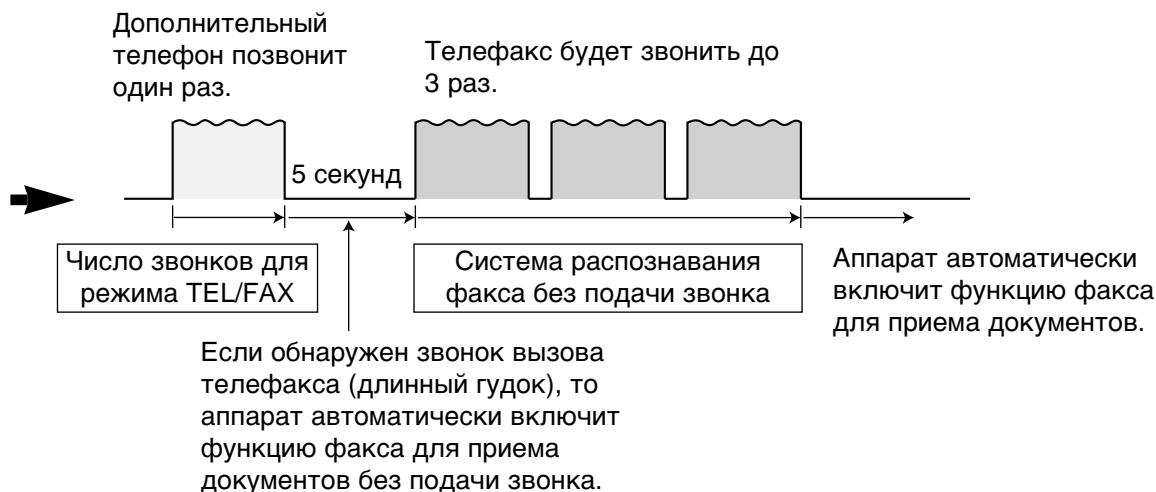 Дополнительный
телефон позвонит
один раз.
Телефакс будет звонить до
3 раз.
5 секунд
Число звонков для
режима TEL/FAX
Система распознавания
факса без подачи звонка
Аппарат автоматически
включит функцию факса
для приема документов.
Если обнаружен звонок вызова
телефакса (длинный гудок), то
аппарат автоматически включит
функцию факса для приема
документов без подачи звонка.